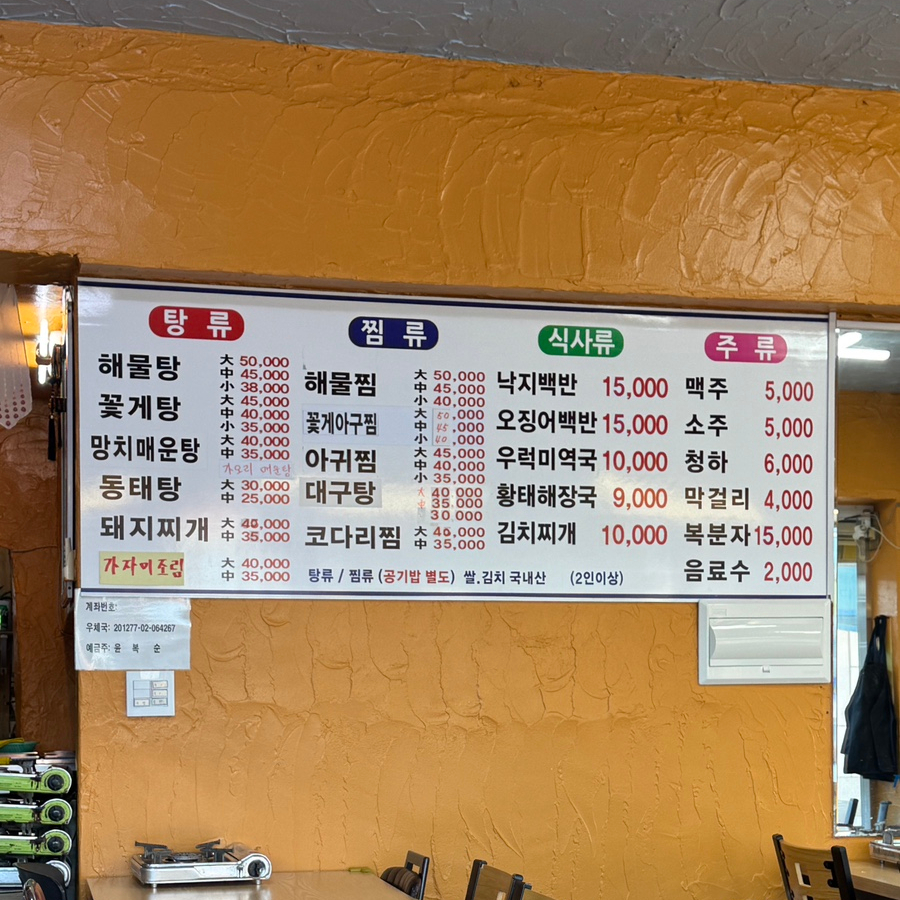 탕 류
해물탕 大 50,000
中 45,000
小 38,000
꽃게탕 大 45,000
中 40,000
小 35,000
망치매운탕 大 40,000
中 35,000
가오리 매운탕
동태탕 大 30,000
中 25,000
돼지찌개 大 45,000
中 35,000
가자미조림 大 40,000
中 35,000
찜 류
해물찜 大 50,000
中 45,000
小 40,000
꽃게아구찜 大 50,000
中 45,000
小 40,000
아귀찜 大 45,000
中 40,000
小 35,000
대구탕 大 40,000
中 35,000
30,000
코다리찜 大 45,000
中 35,000
식사류
낙지백반 15,000
오징어백반 15,000
우럭미역국 10,000
황태해장국 9,000
김치찌개 10,000
주 류
맥주 5,000
소주 5,000
청하 6,000
막걸리 4,000
복분자 15,000
음료수 2,000
탕류 / 찜류 (공기밥 별도) 쌀.김치 국내산 (2인이상)
계좌번호:
우체국: 201277-02-064267
예금주: 윤 복 순